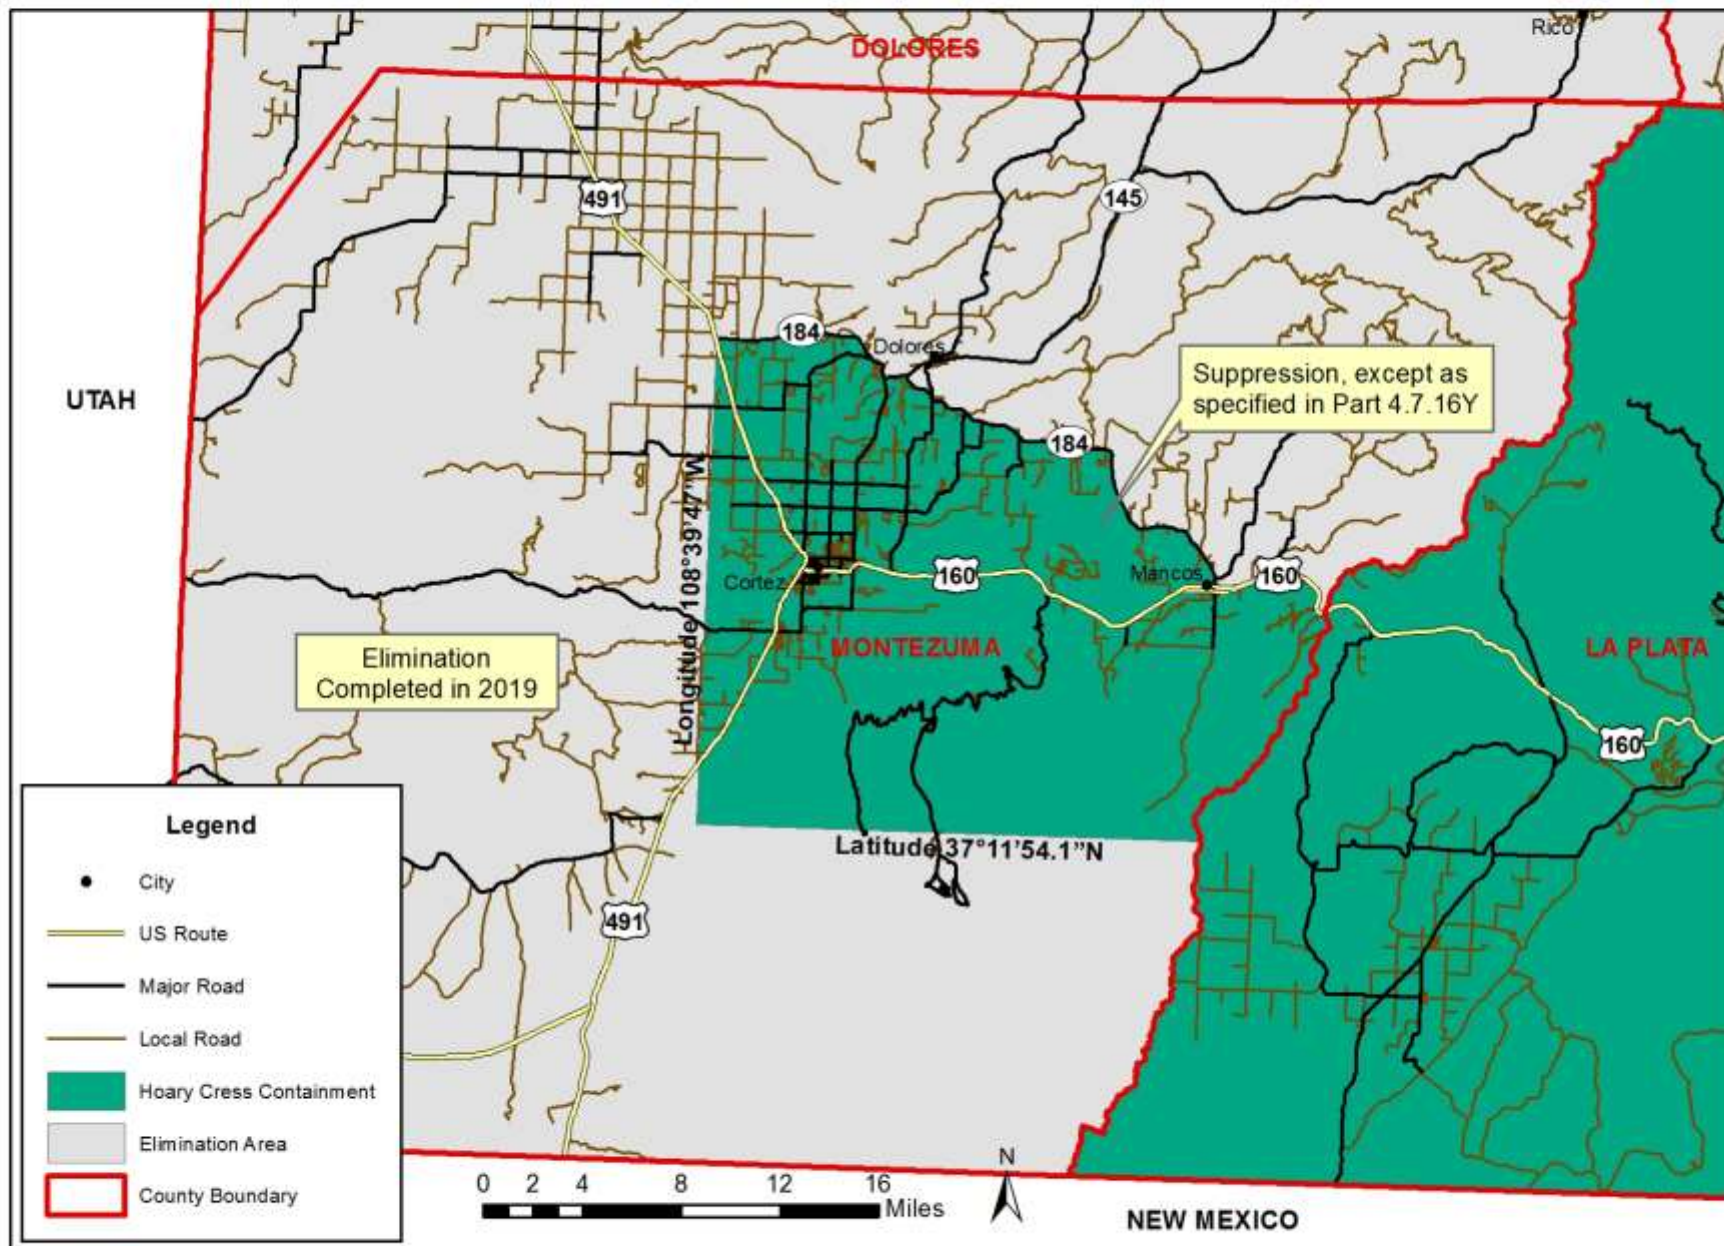 Rico
DOLORES
491
145
184
Dolores
UTAH
Suppression, except as
specified in Part 4.7.16Y
184
Longitude 108°39'47"W
Cortez
160
Mancos
160
Elimination
Completed in 2019
MONTEZUMA
LA PLATA
160
Latitude 37°11'54.1"N
491
Legend
City
US Route
Major Road
Local Road
Hoary Cress Containment
Elimination Area
County Boundary
0 2 4 8 12 16
Miles
N
NEW MEXICO